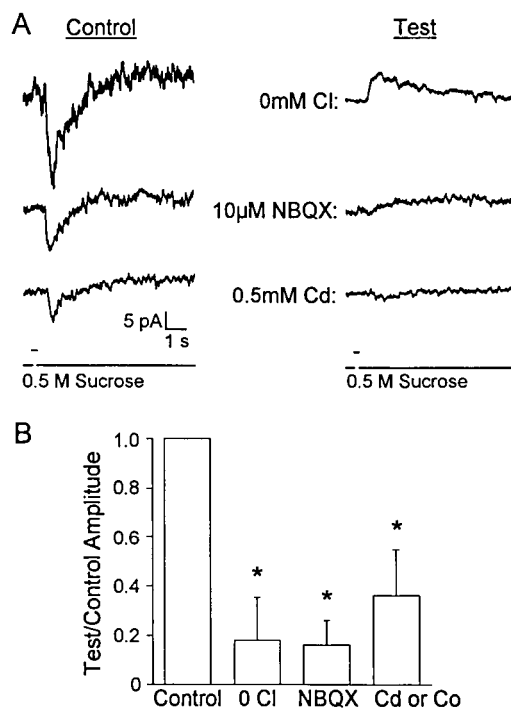 A
Control
Test
0mM Cl:
10µM NBQX:
0.5mM Cd:
5 pA
1 s
0.5 M Sucrose
0.5 M Sucrose
B
Test/Control Amplitude
1.0
0.8
0.6
0.4
0.2
0
*
*
*
Control
0 Cl
NBQX
Cd or Co